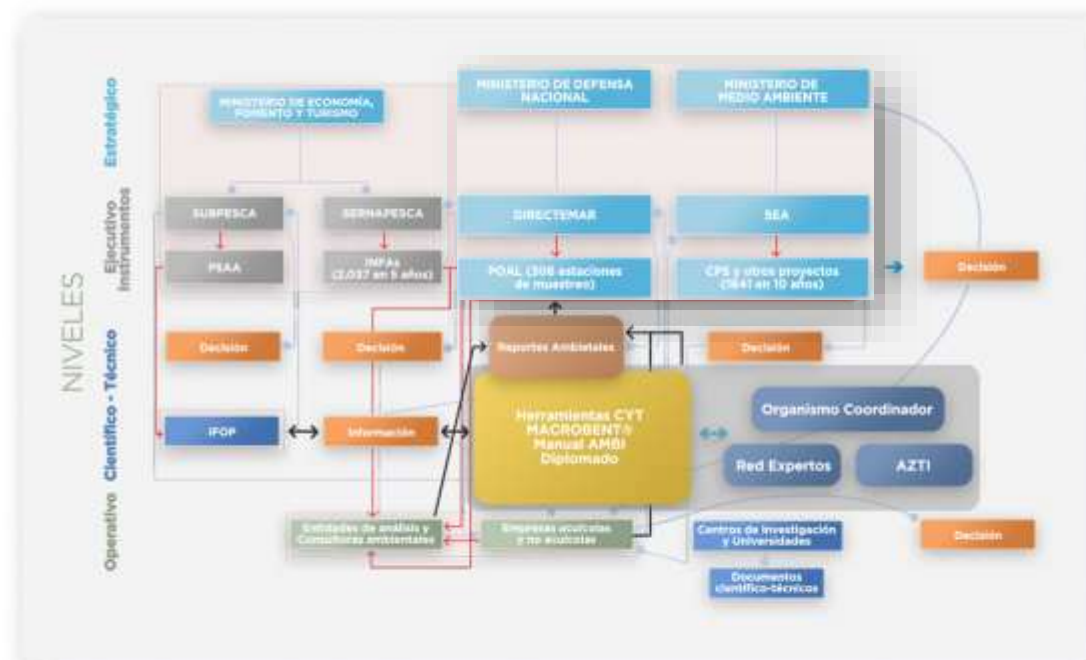 NIVELES
Estratégico
MINISTERIO DE ECONOMÍA,
FOMENTO Y TURISMO
MINISTERIO DE DEFENSA
NACIONAL
MINISTERIO DE
MEDIO AMBIENTE
Ejecutivo
Instrumentos
SUBPESCA
SERNAPESCA
DIRECTEMAR
SEA
PSAA
INFAs
(2,037 en 5 años)
POAL (308 estaciones
de muestreo)
CPS y otros proyectos
(1641 en 10 años)
Decisión
Científico - Técnico
Decisión
Decisión
Reportes Ambietales
Decisión
IFOP
Información
Herramientas CYT
MACROBENT®
Manual AMBI
Diplomado
Organismo Coordinador
Red Expertos
AZTI
Operativo
Entidades de análisis y
Consultoras ambientales
Empresas acuícolas
y no acuícolas
Centros de Investigación
y Universidades
Decisión
Documentos
científico-técnicos